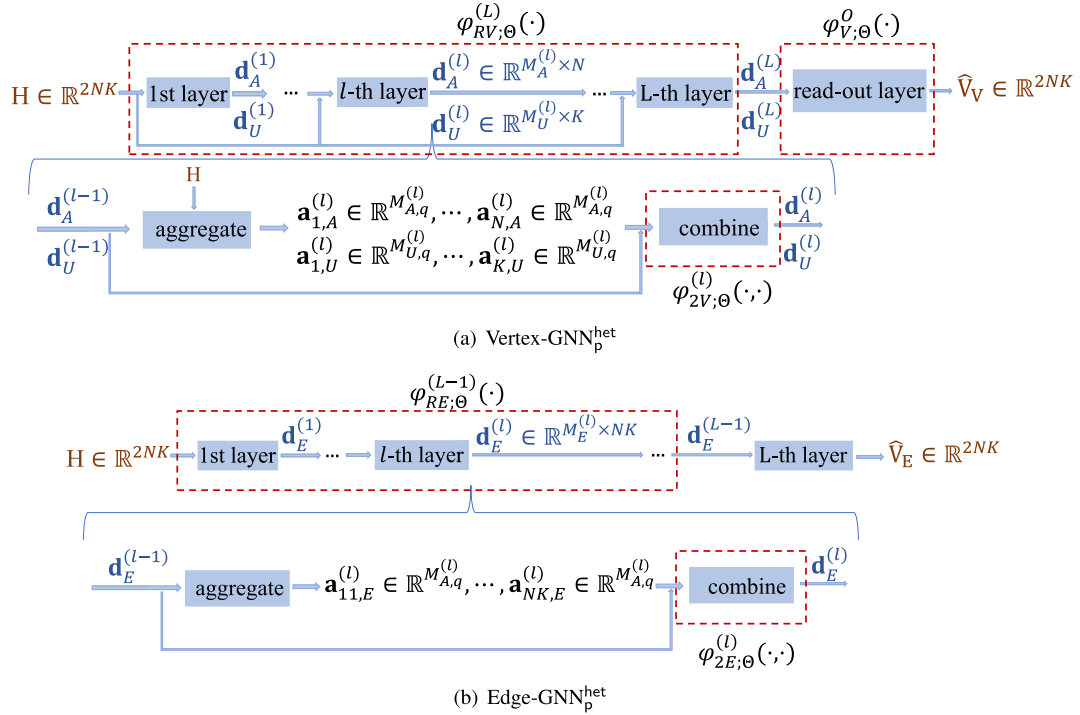 φ_{RV;Θ}^{(L)}(·) φ_{V;Θ}^{O}(·)
H ∈ ℝ^{2NK} 1st layer d_A^{(1)} d_U^{(1)} ··· l-th layer d_A^{(l)} ∈ ℝ^{M_A^{(l)}×N} d_U^{(l)} ∈ ℝ^{M_U^{(l)}×K} ··· L-th layer d_A^{(L)} d_U^{(L)} read-out layer V̂_V ∈ ℝ^{2NK}
H
d_A^{(l-1)} d_U^{(l-1)} aggregate
a_{1,A}^{(l)} ∈ ℝ^{M_{A,q}^{(l)}}, ⋯, a_{N,A}^{(l)} ∈ ℝ^{M_{A,q}^{(l)}}
a_{1,U}^{(l)} ∈ ℝ^{M_{U,q}^{(l)}}, ⋯, a_{K,U}^{(l)} ∈ ℝ^{M_{U,q}^{(l)}}
combine d_A^{(l)} d_U^{(l)}
φ_{2V;Θ}^{(l)}(·,·)
(a) Vertex-GNN_p^{het}
φ_{RE;Θ}^{(L-1)}(·)
H ∈ ℝ^{2NK} 1st layer d_E^{(1)} ··· l-th layer d_E^{(l)} ∈ ℝ^{M_E^{(l)}×NK} ··· d_E^{(L-1)} L-th layer V̂_E ∈ ℝ^{2NK}
d_E^{(l-1)} aggregate a_{11,E}^{(l)} ∈ ℝ^{M_{A,q}^{(l)}}, ⋯, a_{NK,E}^{(l)} ∈ ℝ^{M_{A,q}^{(l)}} combine d_E^{(l)}
φ_{2E;Θ}^{(l)}(·,·)
(b) Edge-GNN_p^{het}